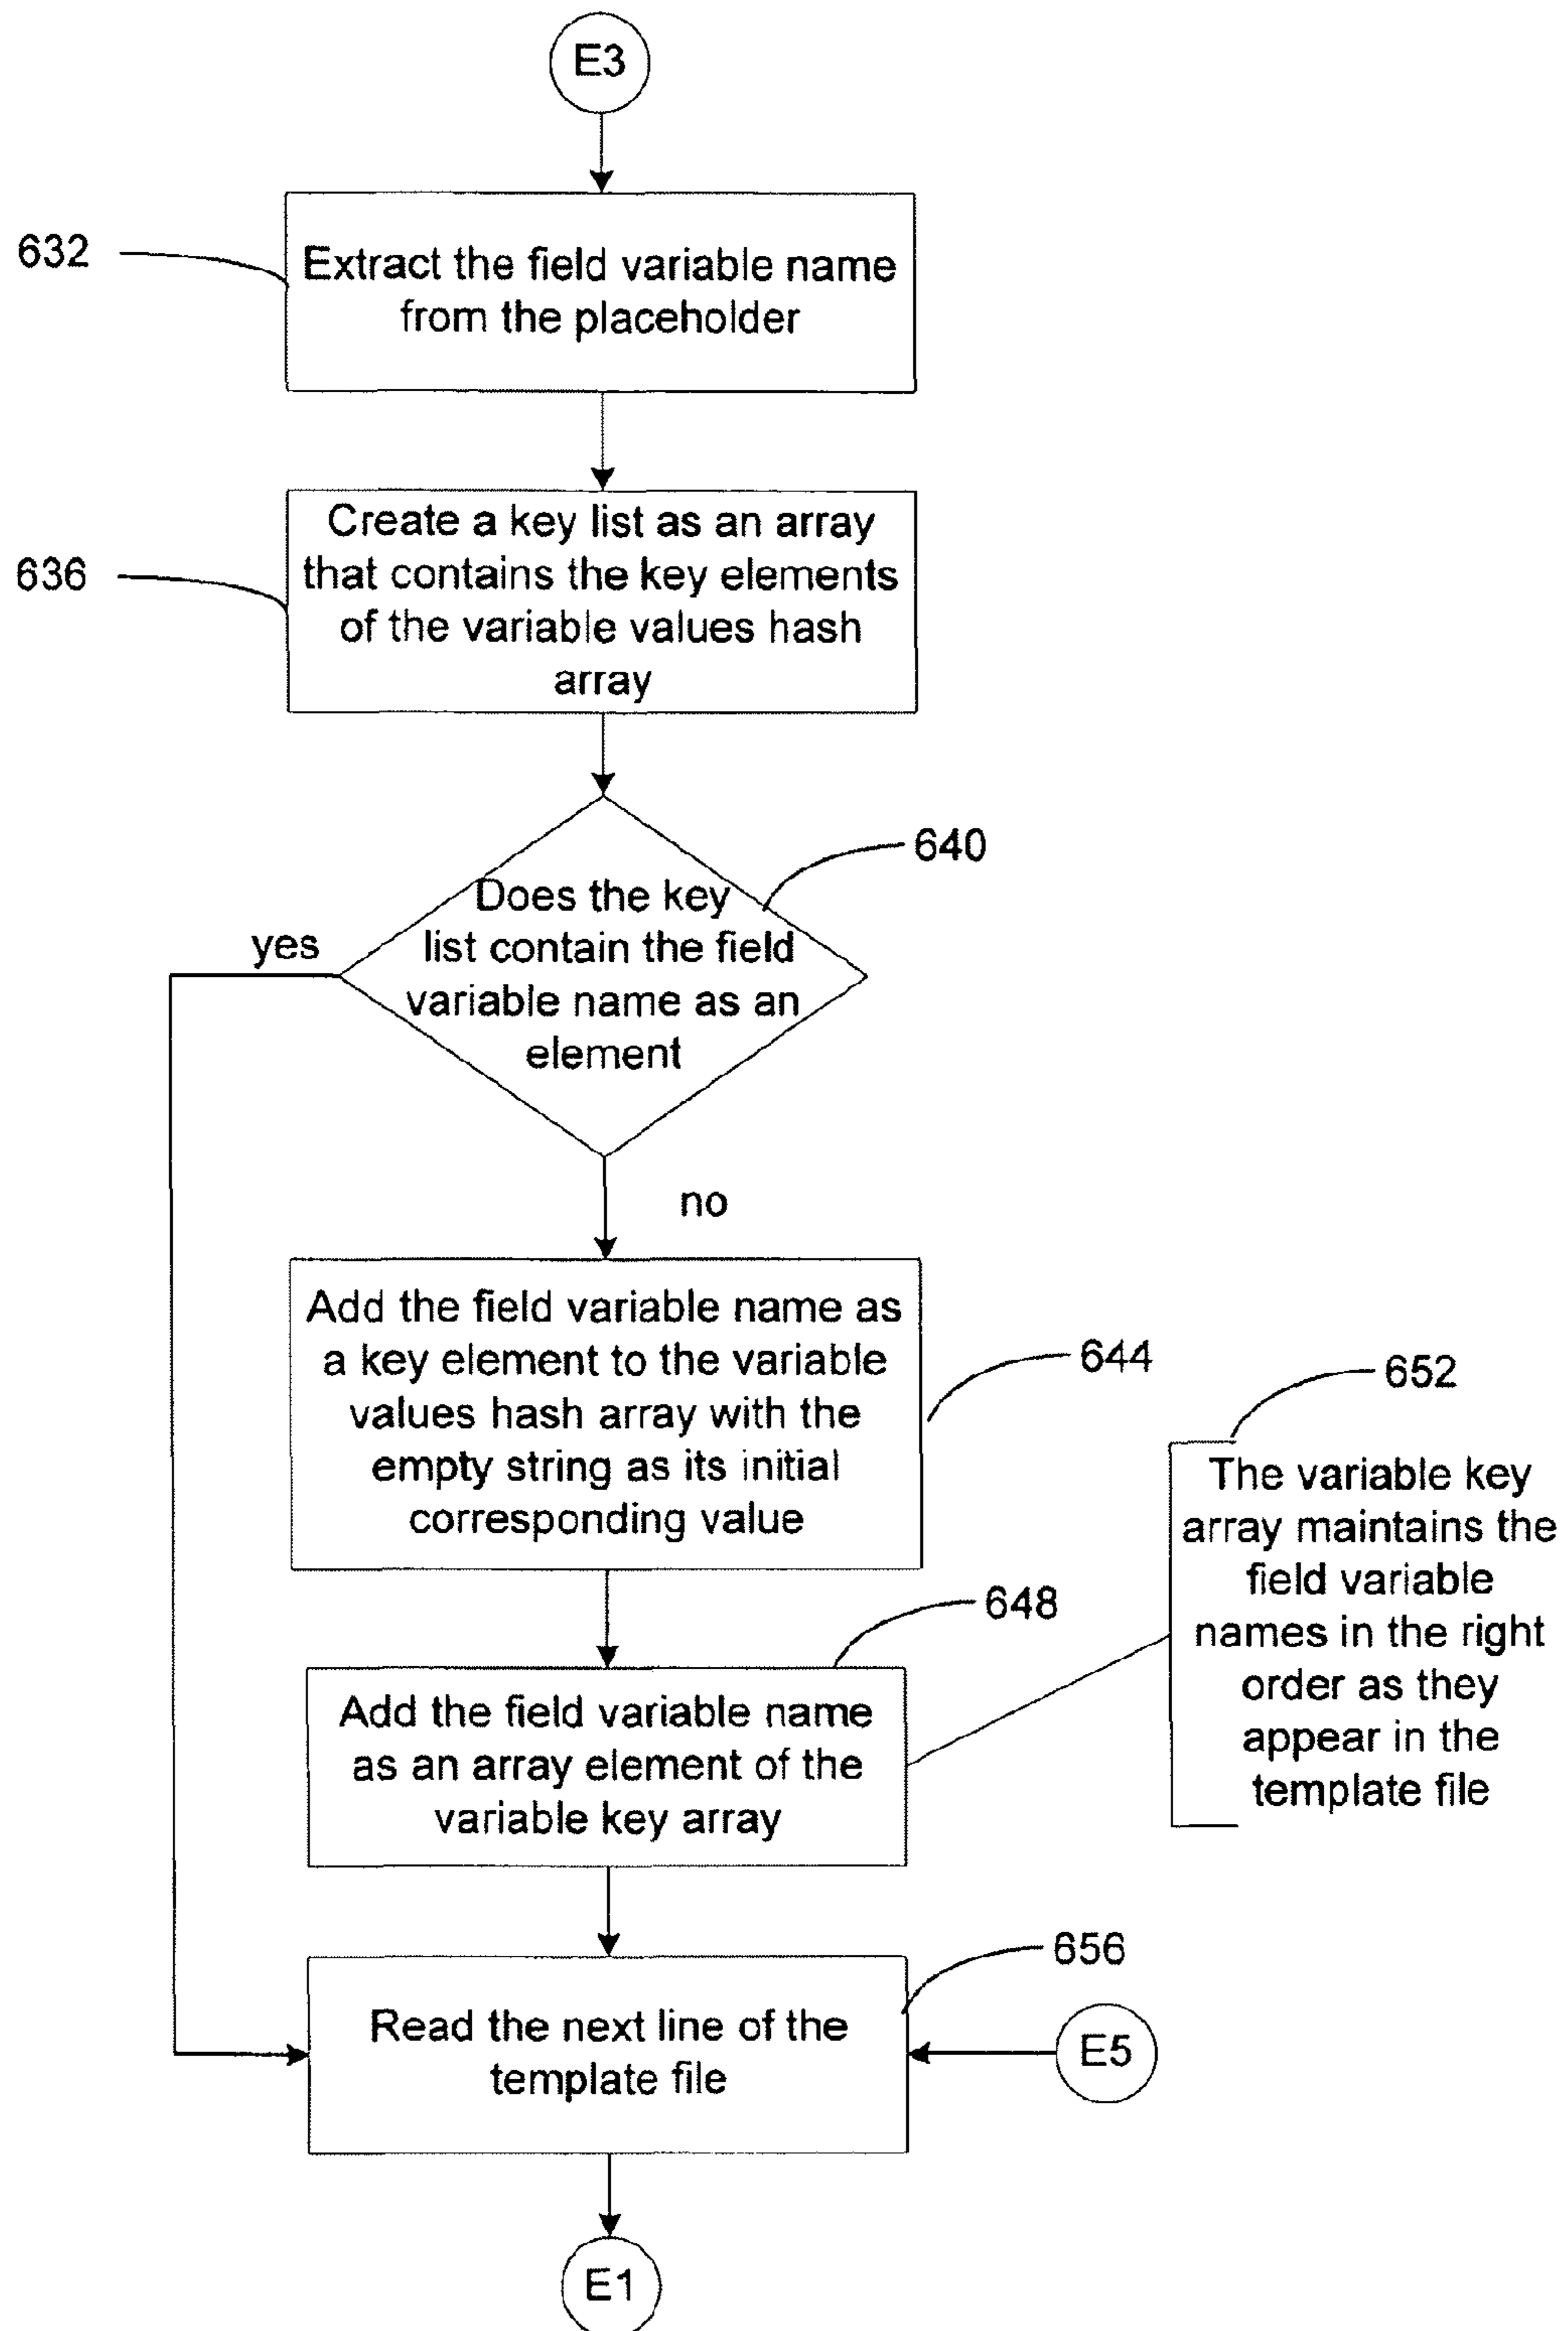 E3
632
Extract the field variable name
from the placeholder
636
Create a key list as an array
that contains the key elements
of the variable values hash
array
640
Does the key
list contain the field
variable name as an
element
yes
no
Add the field variable name as
a key element to the variable
values hash array with the
empty string as its initial
corresponding value
644
652
The variable key
array maintains the
field variable
names in the right
order as they
appear in the
template file
648
Add the field variable name
as an array element of the
variable key array
656
Read the next line of the
template file
E5
E1